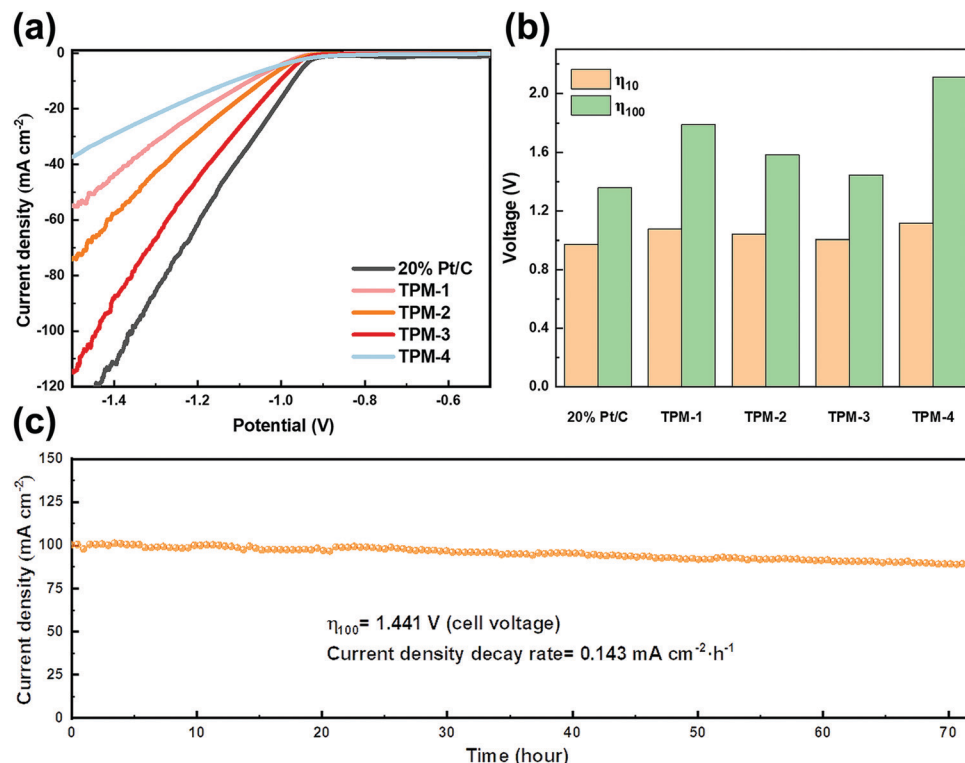 (a)
Current density (mA cm⁻²)
0
-20
-40
-60
-80
-100
-120
20% Pt/C
TPM-1
TPM-2
TPM-3
TPM-4
-1.4 -1.2 -1.0 -0.8 -0.6
Potential (V)
(b)
Voltage (V)
2.0
1.6
1.2
0.8
0.4
0.0
η₁₀
η₁₀₀
20% Pt/C TPM-1 TPM-2 TPM-3 TPM-4
(c)
Current density (mA cm⁻²)
150
125
100
75
50
25
0
η₁₀₀= 1.441 V (cell voltage)
Current density decay rate= 0.143 mA cm⁻²·h⁻¹
0 10 20 30 40 50 60 70
Time (hour)